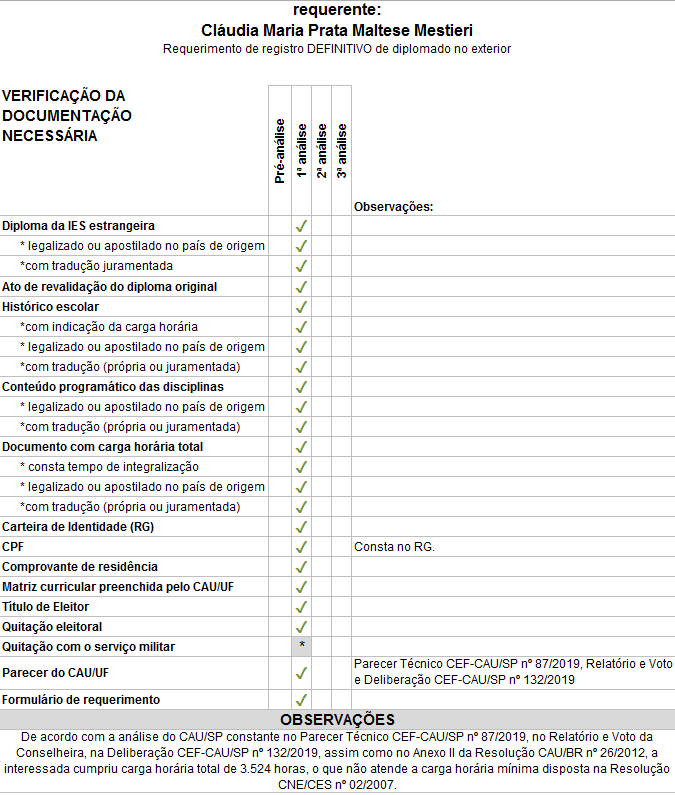 requerente:
Cláudia Maria Prata Maltese Mestieri
Requerimento de registro DEFINITIVO de diplomado no exterior
VERIFICAÇÃO DA
DOCUMENTAÇÃO
NECESSÁRIA
Pré-análise
1ª análise
2ª análise
3ª análise
Observações:
Diploma da IES estrangeira ✓
* legalizado ou apostilado no país de origem ✓
*com tradução juramentada ✓
Ato de revalidação do diploma original ✓
Histórico escolar ✓
*com indicação da carga horária ✓
* legalizado ou apostilado no país de origem ✓
*com tradução (própria ou juramentada) ✓
Conteúdo programático das disciplinas ✓
* legalizado ou apostilado no país de origem ✓
*com tradução (própria ou juramentada) ✓
Documento com carga horária total ✓
* consta tempo de integralização ✓
* legalizado ou apostilado no país de origem ✓
*com tradução (própria ou juramentada) ✓
Carteira de Identidade (RG) ✓
CPF ✓ Consta no RG.
Comprovante de residência ✓
Matriz curricular preenchida pelo CAU/UF ✓
Título de Eleitor ✓
Quitação eleitoral ✓
Quitação com o serviço militar *
Parecer do CAU/UF ✓ Parecer Técnico CEF-CAU/SP nº 87/2019, Relatório e Voto
e Deliberação CEF-CAU/SP nº 132/2019
Formulário de requerimento ✓
OBSERVAÇÕES
De acordo com a análise do CAU/SP constante no Parecer Técnico CEF-CAU/SP nº 87/2019, no Relatório e Voto da
Conselheira, na Deliberação CEF-CAU/SP nº 132/2019, assim como no Anexo II da Resolução CAU/BR nº 26/2012, a
interessada cumpriu carga horária total de 3.524 horas, o que não atende a carga horária mínima disposta na Resolução
CNE/CES nº 02/2007.